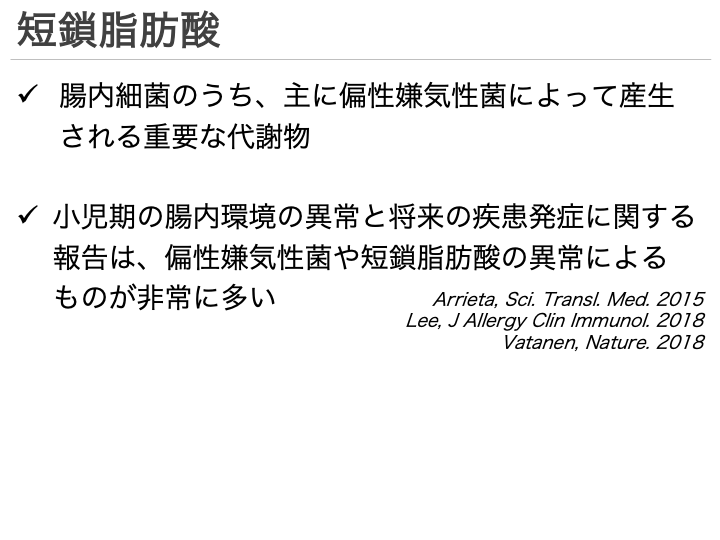 短鎖脂肪酸
✓ 腸内細菌のうち、主に偏性嫌気性菌によって産生
される重要な代謝物
✓ 小児期の腸内環境の異常と将来の疾患発症に関する
報告は、偏性嫌気性菌や短鎖脂肪酸の異常による
ものが非常に多い
Arrieta, Sci. Transl. Med. 2015
Lee, J Allergy Clin Immunol. 2018
Vatanen, Nature. 2018